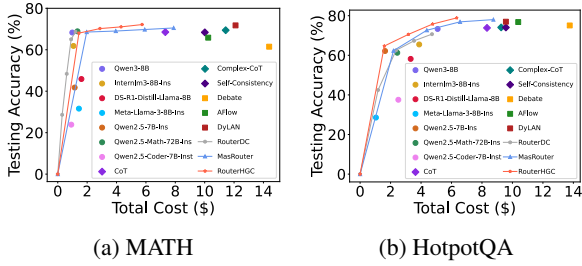 Testing Accuracy (%)
80
60
40
20
0
Qwen3-8B
Internlm3-8B-Ins
DS-R1-Distill-Llama-8B
Meta-Llama-3-8B-Ins
Qwen2.5-7B-Ins
Qwen2.5-Math-72B-Ins
Qwen2.5-Coder-7B-Inst
CoT
Complex-CoT
Self-Consistency
Debate
AFlow
DyLAN
RouterDC
MasRouter
RouterHGC
0 2 4 6 8 10 12 14
Total Cost ($)
(a) MATH
Testing Accuracy (%)
80
60
40
20
0
Qwen3-8B
Internlm3-8B-Ins
DS-R1-Distill-Llama-8B
Meta-Llama-3-8B-Ins
Qwen2.5-7B-Ins
Qwen2.5-Math-72B-Ins
Qwen2.5-Coder-7B-Inst
CoT
Complex-CoT
Self-Consistency
Debate
AFlow
DyLAN
RouterDC
MasRouter
RouterHGC
0 2 4 6 8 10 12 14
Total Cost ($)
(b) HotpotQA